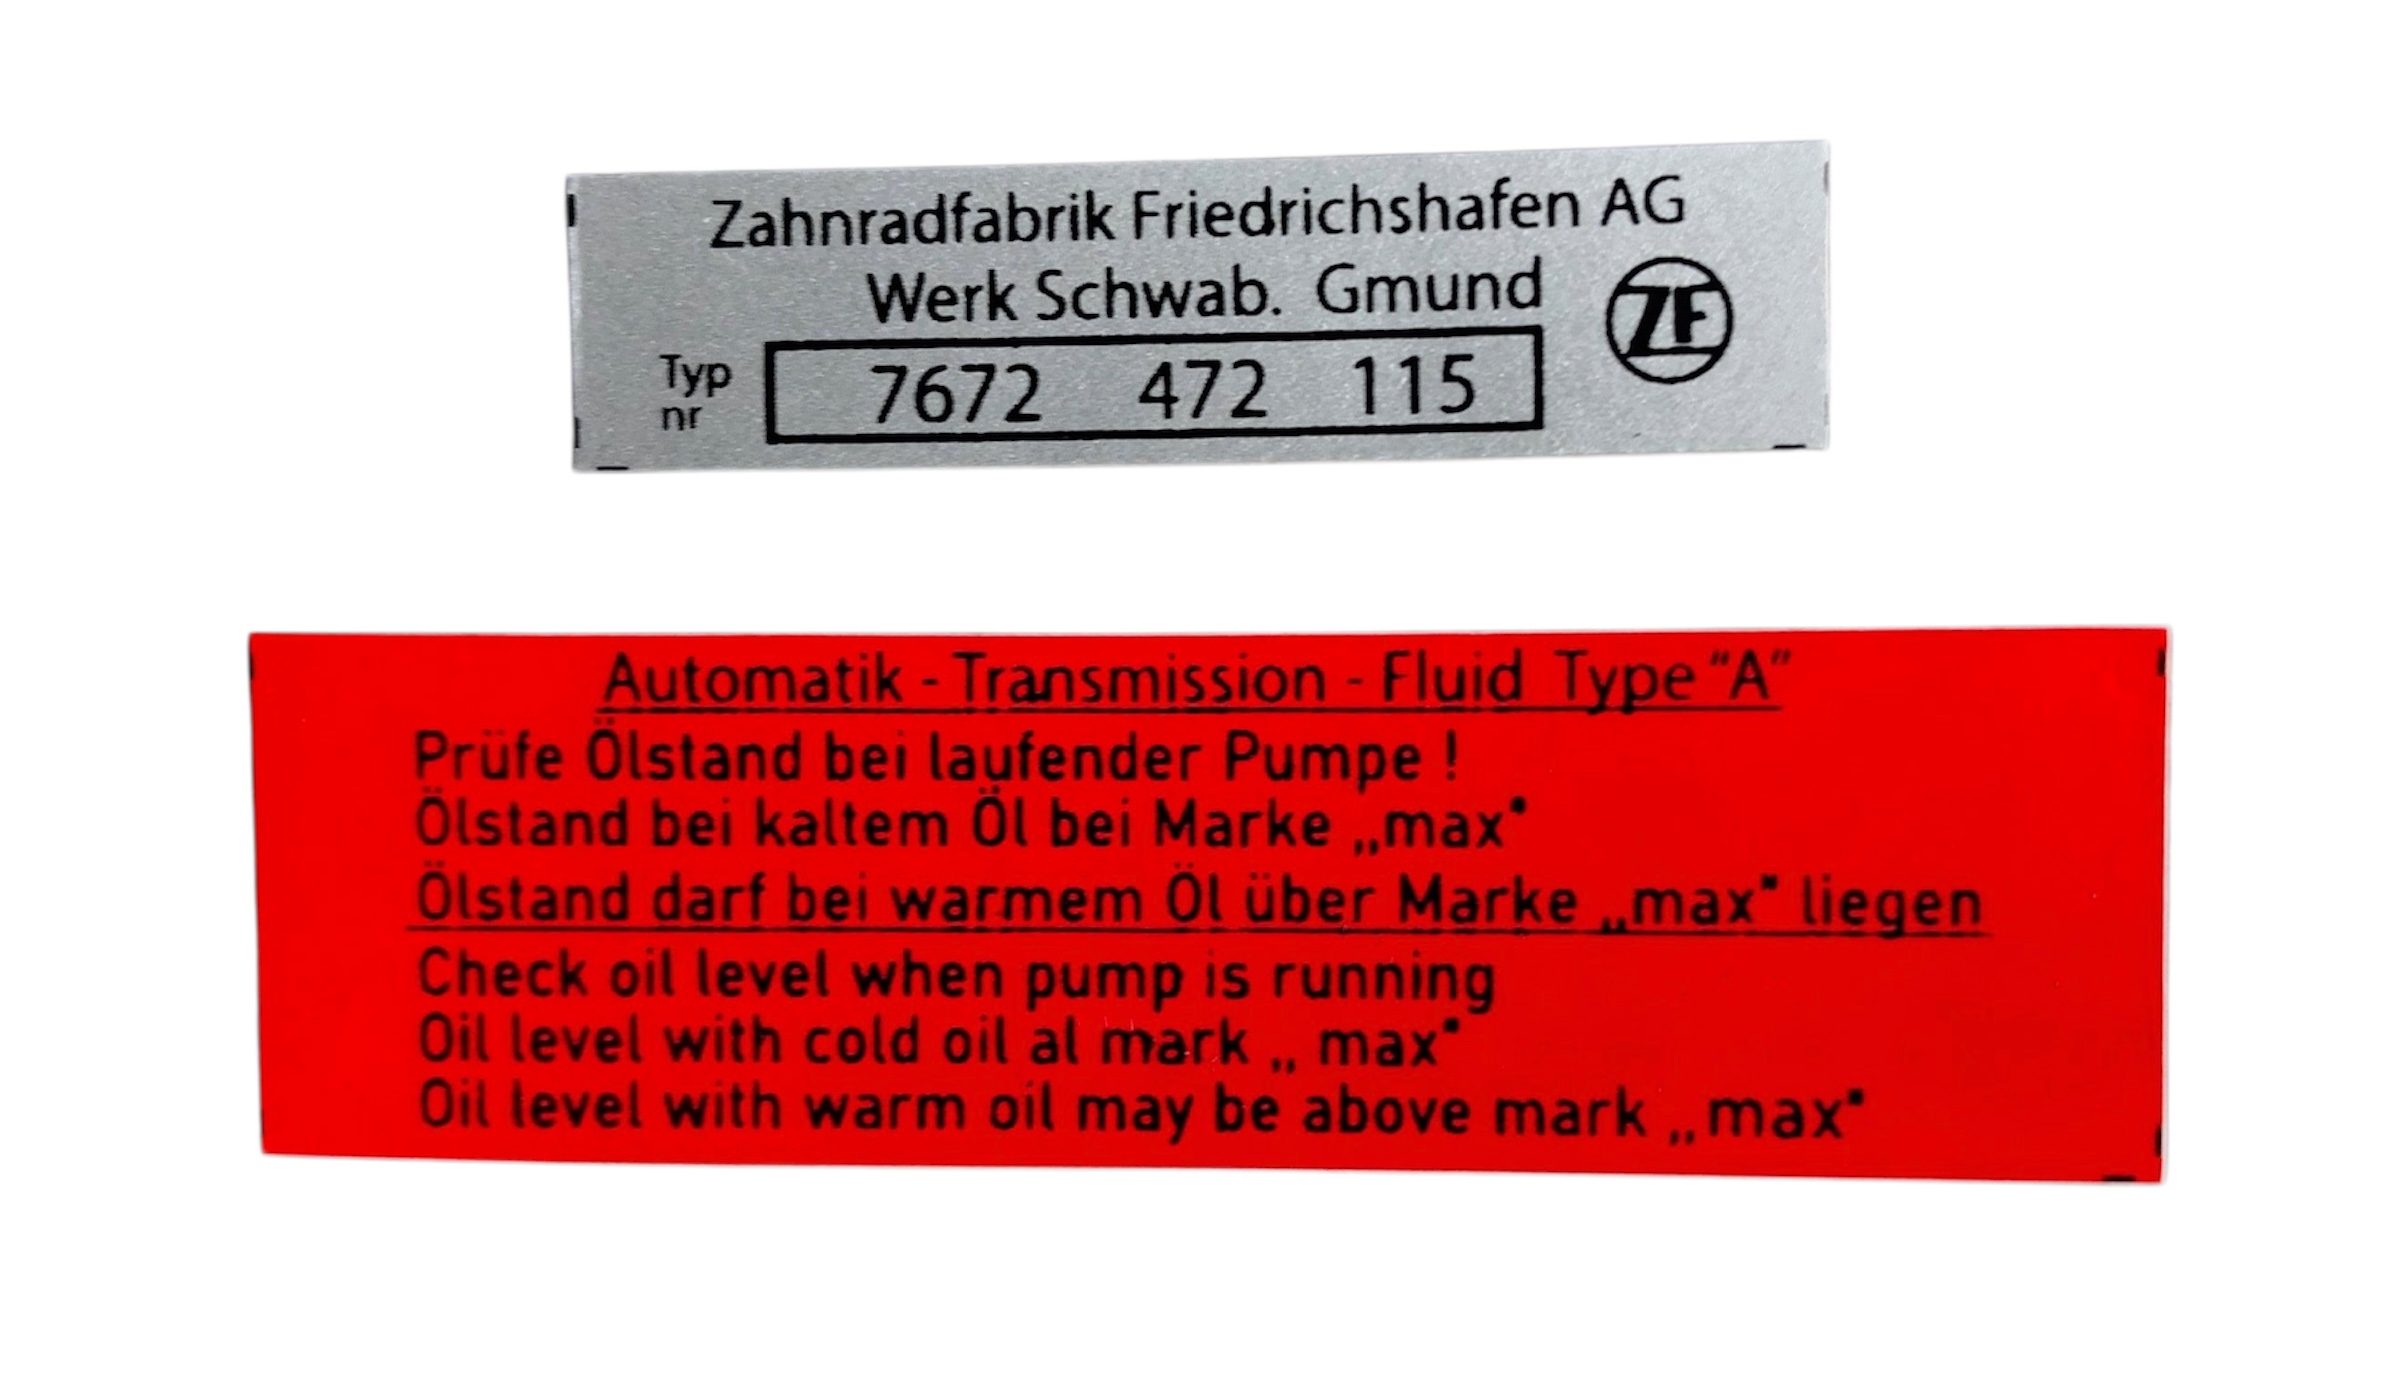 Zahnradfabrik Friedrichshafen AG
Werk Schwab. Gmund
ZF
Typ nr 7672 472 115
Automatik - Transmission - Fluid Type "A"
Prüfe Ölstand bei laufender Pumpe !
Ölstand bei kaltem Öl bei Marke „max"
Ölstand darf bei warmem Öl über Marke „max" liegen
Check oil level when pump is running
Oil level with cold oil al mark „ max"
Oil level with warm oil may be above mark „max"